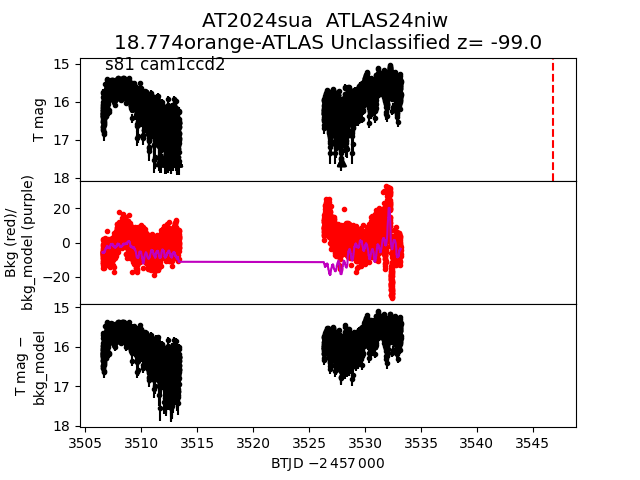 AT2024sua  ATLAS24niw
18.774orange-ATLAS Unclassified z= -99.0
s81 cam1ccd2
15
16
17
18
T mag
20
0
−20
Bkg (red)/
bkg_model (purple)
15
16
17
18
T mag −
bkg_model
3505
3510
3515
3520
3525
3530
3535
3540
3545
BTJD −2 457 000